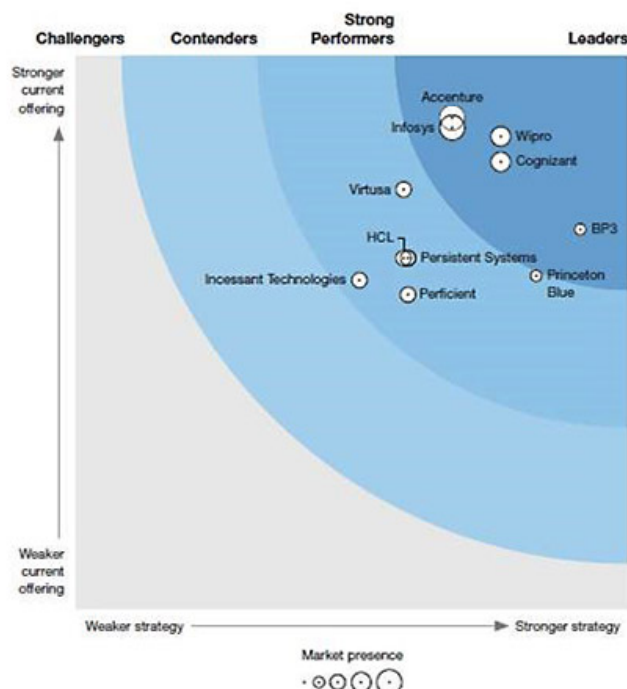 Strong
Challengers Contenders Performers Leaders
Stronger
current
offering
Accenture
Infosys
Wipro
Cognizant
Virtusa
BP3
HCL
Persistent Systems
Princeton
Blue
Incessant Technologies
Perficient
Weaker
current
offering
Weaker strategy Stronger strategy
Market presence